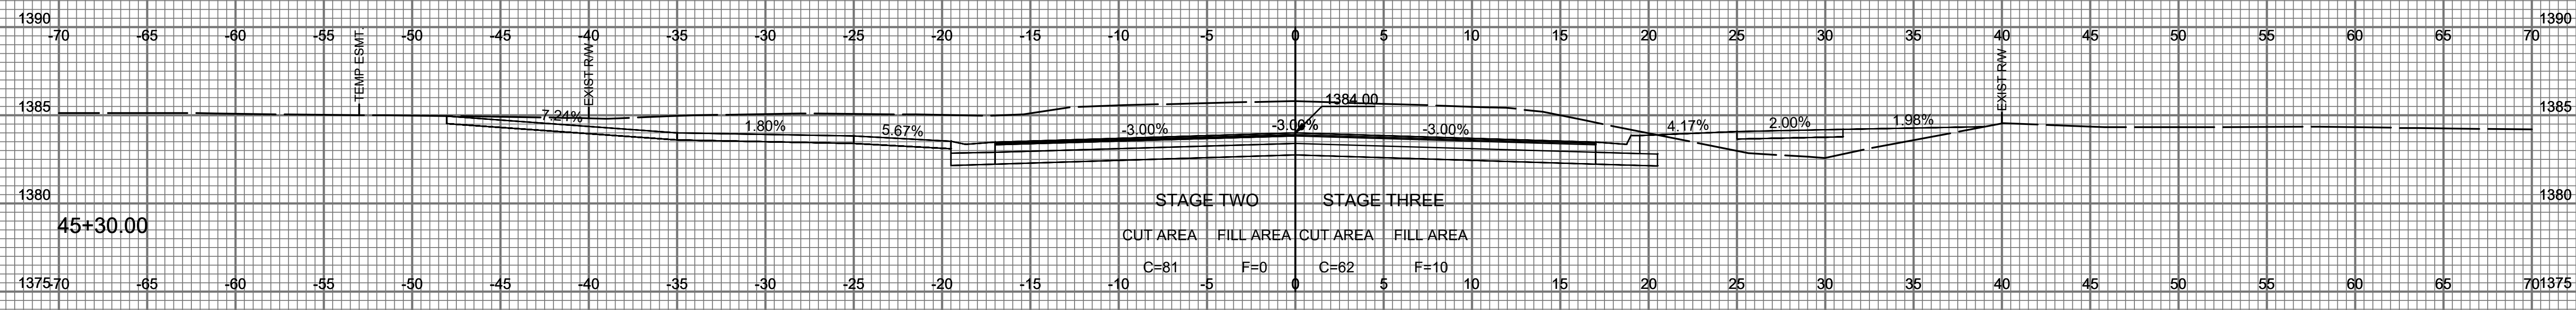 1390 1390
-70 -65 -60 -55 -50 -45 -40 -35 -30 -25 -20 -15 -10 -5 0 5 10 15 20 25 30 35 40 45 50 55 60 65 70
TEMP ESMT.
EXIST R/W
EXIST RW
1385 1384.00 1385
7.24% 1.80% 5.67% -3.00% -3.00% -3.00% 4.17% 2.00% 1.98%
1380 STAGE TWO STAGE THREE 1380
45+30.00
CUT AREA FILL AREA CUT AREA FILL AREA
C=81 F=0 C=62 F=10
1375 -70 -65 -60 -55 -50 -45 -40 -35 -30 -25 -20 -15 -10 -5 0 5 10 15 20 25 30 35 40 45 50 55 60 65 70 1375